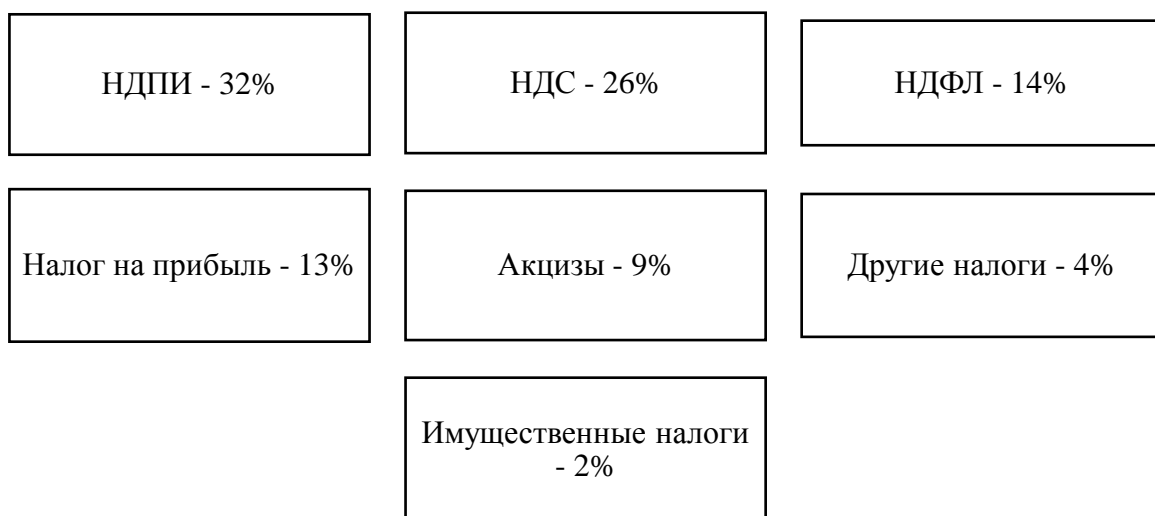 НДПИ - 32%
НДС - 26%
НДФЛ - 14%
Налог на прибыль - 13%
Акцизы - 9%
Другие налоги - 4%
Имущественные налоги
- 2%